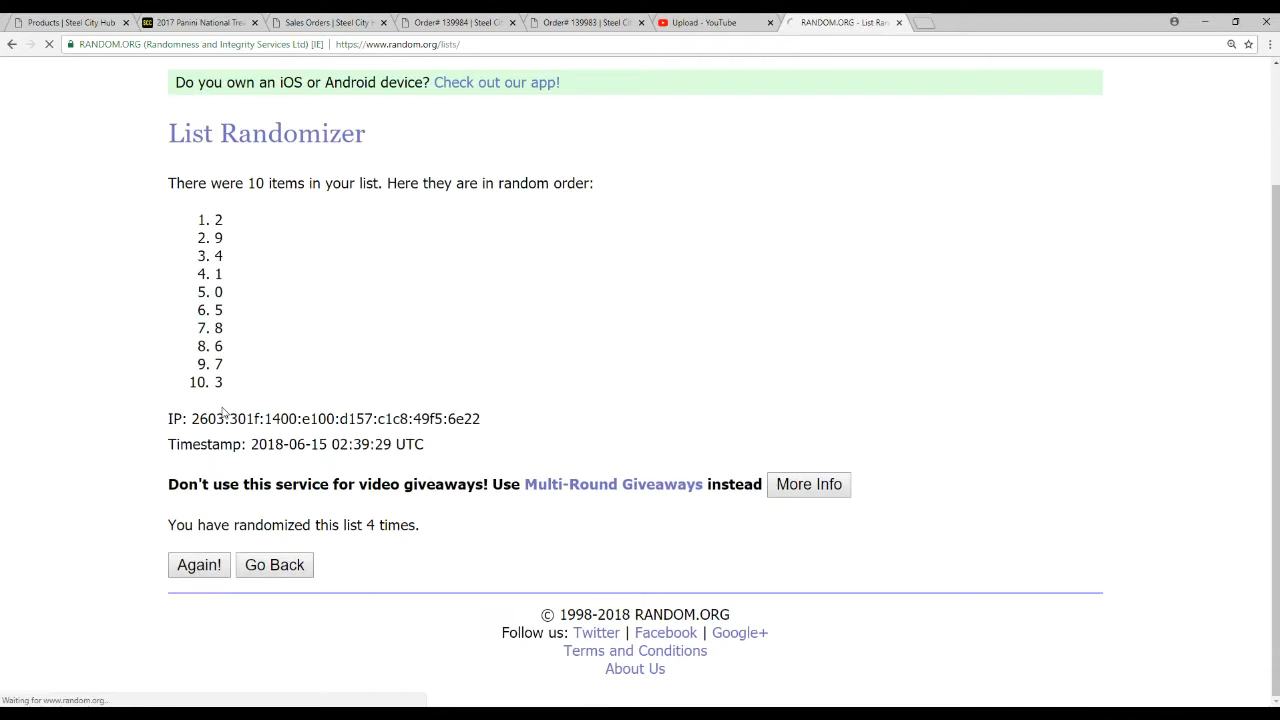 Products | Steel City Hub
2017 Panini National Tre
Sales Orders | Steel City H
Order# 139984 | Steel Cit
Order# 139983 | Steel Cit
Upload - YouTube
RANDOM.ORG - List Ran
RANDOM.ORG (Randomness and Integrity Services Ltd) [IE] | https://www.random.org/lists/
Do you own an iOS or Android device? Check out our app!
List Randomizer
There were 10 items in your list. Here they are in random order:
1. 2
2. 9
3. 4
4. 1
5. 0
6. 5
7. 8
8. 6
9. 7
10. 3
IP: 2603:301f:1400:e100:d157:c1c8:49f5:6e22
Timestamp: 2018-06-15 02:39:29 UTC
Don't use this service for video giveaways! Use Multi-Round Giveaways instead More Info
You have randomized this list 4 times.
Again! Go Back
© 1998-2018 RANDOM.ORG
Follow us: Twitter | Facebook | Google+
Terms and Conditions
About Us
Waiting for www.random.org...